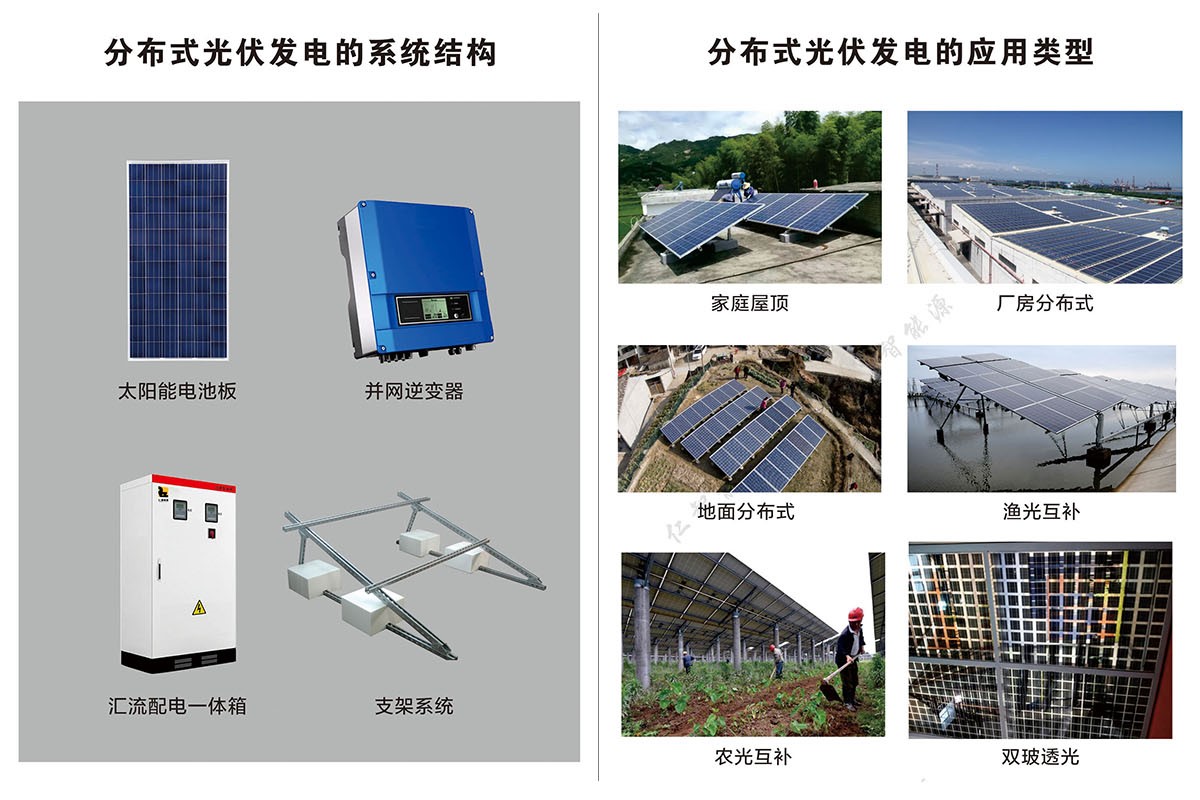 分布式光伏发电的系统结构
太阳能电池板
并网逆变器
汇流配电一体箱
支架系统
分布式光伏发电的应用类型
家庭屋顶
厂房分布式
地面分布式
渔光互补
农光互补
双玻透光
智能源